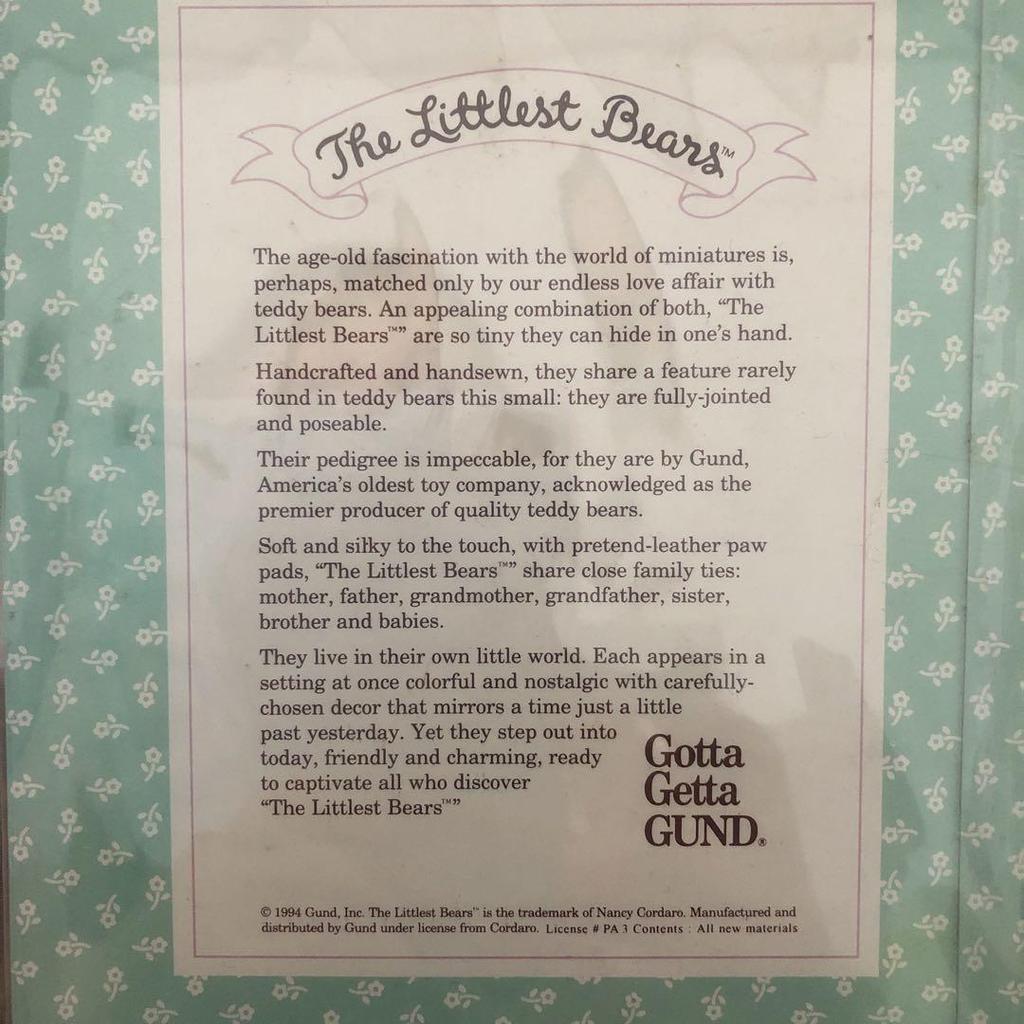 The Littlest Bears™
The age-old fascination with the world of miniatures is,
perhaps, matched only by our endless love affair with
teddy bears. An appealing combination of both, “The
Littlest Bears™” are so tiny they can hide in one’s hand.
Handcrafted and handsewn, they share a feature rarely
found in teddy bears this small: they are fully-jointed
and poseable.
Their pedigree is impeccable, for they are by Gund,
America’s oldest toy company, acknowledged as the
premier producer of quality teddy bears.
Soft and silky to the touch, with pretend-leather paw
pads, “The Littlest Bears™” share close family ties:
mother, father, grandmother, grandfather, sister,
brother and babies.
They live in their own little world. Each appears in a
setting at once colorful and nostalgic with carefully-
chosen decor that mirrors a time just a little
past yesterday. Yet they step out into
today, friendly and charming, ready
to captivate all who discover
“The Littlest Bears™”
Gotta
Getta
GUND®
© 1994 Gund, Inc. The Littlest Bears™ is the trademark of Nancy Cordaro. Manufactured and
distributed by Gund under license from Cordaro. License # PA 3 Contents : All new materials